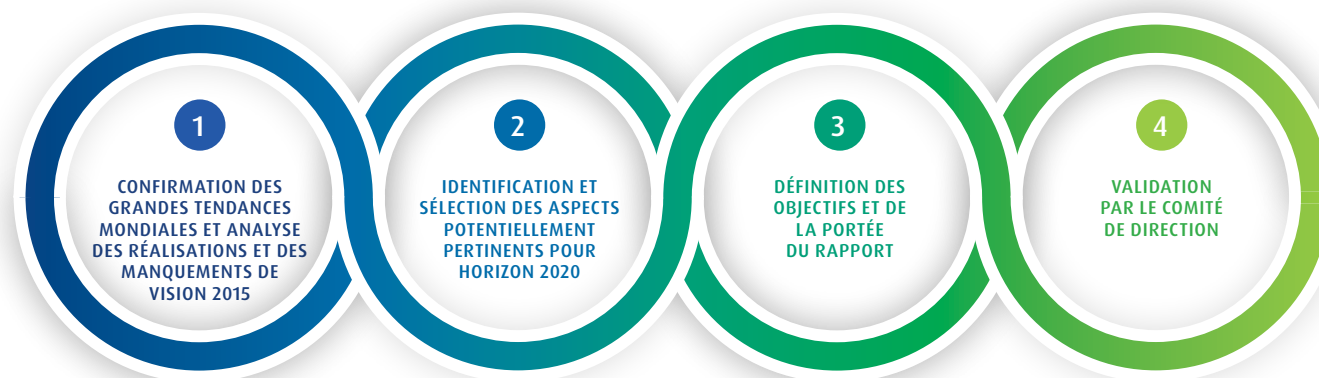 1
CONFIRMATION DES
GRANDES TENDANCES
MONDIALES ET ANALYSE
DES RÉALISATIONS ET DES
MANQUEMENTS DE
VISION 2015
2
IDENTIFICATION ET
SÉLECTION DES ASPECTS
POTENTIELLEMENT
PERTINENTS POUR
HORIZON 2020
3
DÉFINITION DES
OBJECTIFS ET DE
LA PORTÉE
DU RAPPORT
4
VALIDATION
PAR LE COMITÉ
DE DIRECTION